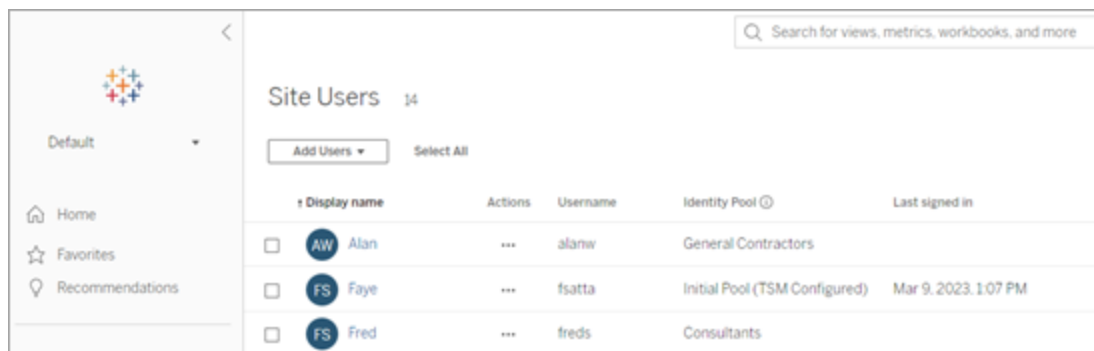 Search for views, metrics, workbooks, and more
Site Users 14
Default
Add Users Select All
Display name Actions Username Identity Pool Last signed in
Home
AW Alan ... alanw General Contractors
Favorites
Recommendations
FS Faye ... fsatta Initial Pool (TSM Configured) Mar 9, 2023, 1:07 PM
FS Fred ... freds Consultants